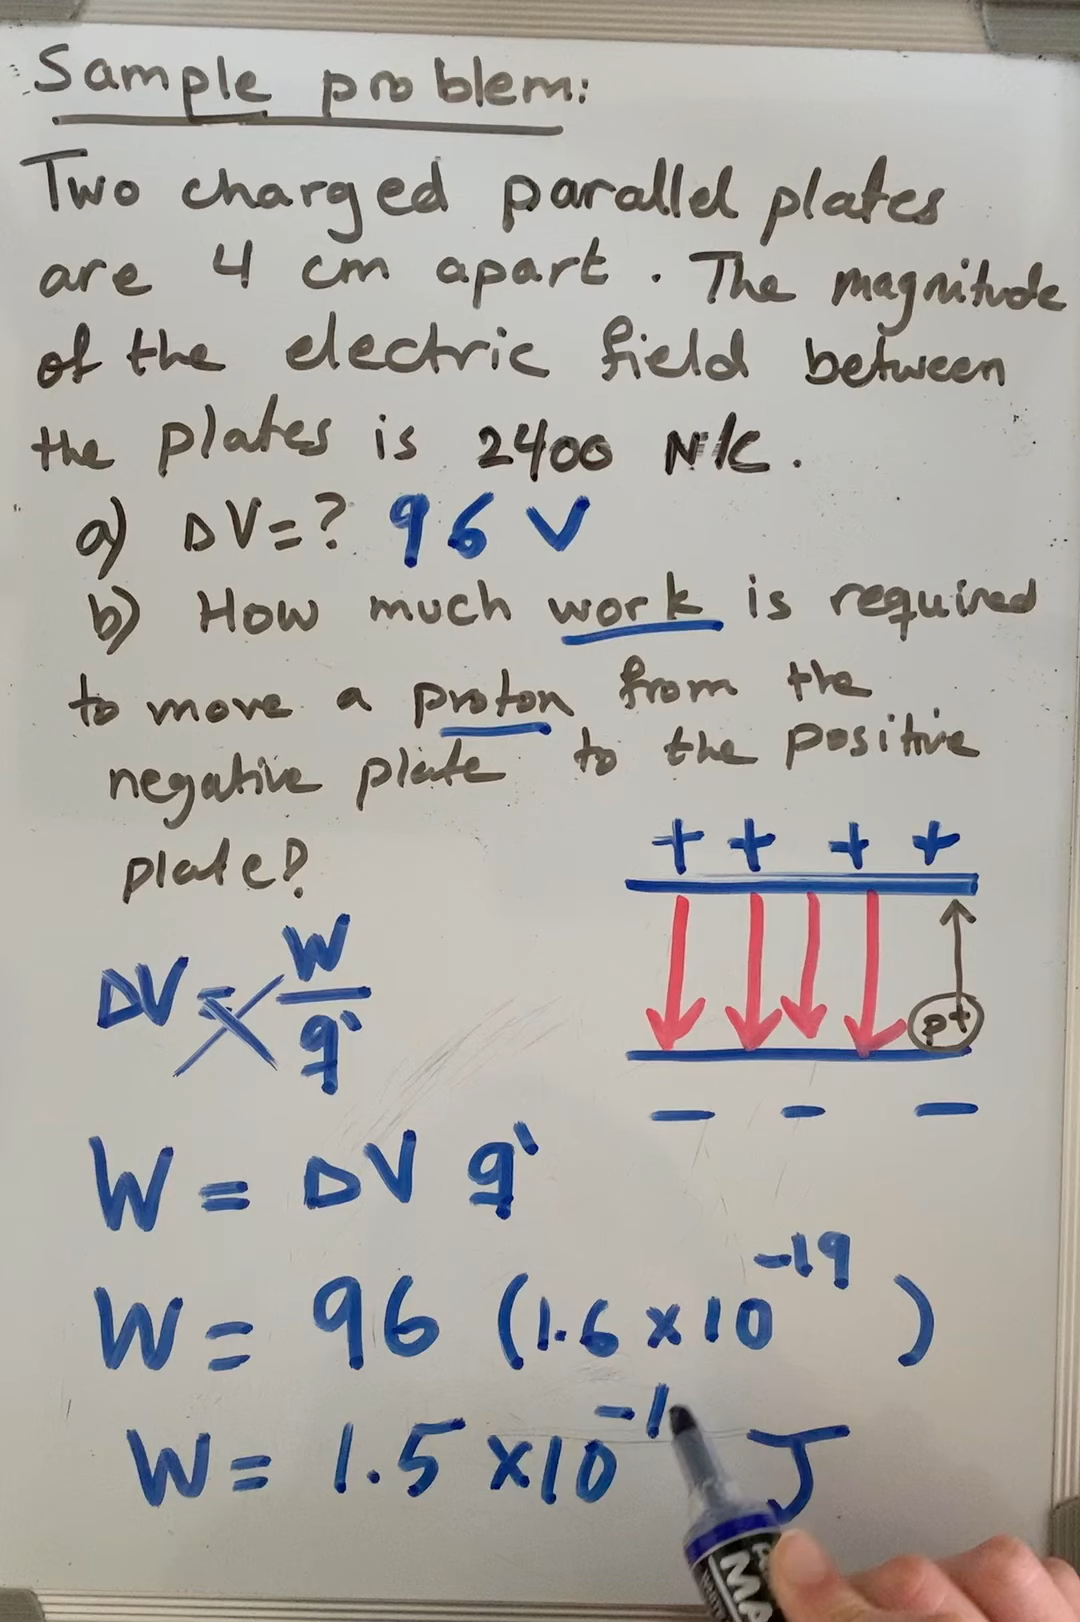 Sample problem:
Two charged parallel plates
are 4 cm apart. The magnitude
of the electric field between
the plates is 2400 N/C.
a) ΔV=? 96 V
b) How much work is required
to move a proton from the
negative plate to the positive
plate?
+ + + +
ΔV = W/q'
p+
- - -
W = ΔV q'
W = 96 (1.6 x 10^-19)
W = 1.5 x10^-1 J
MA